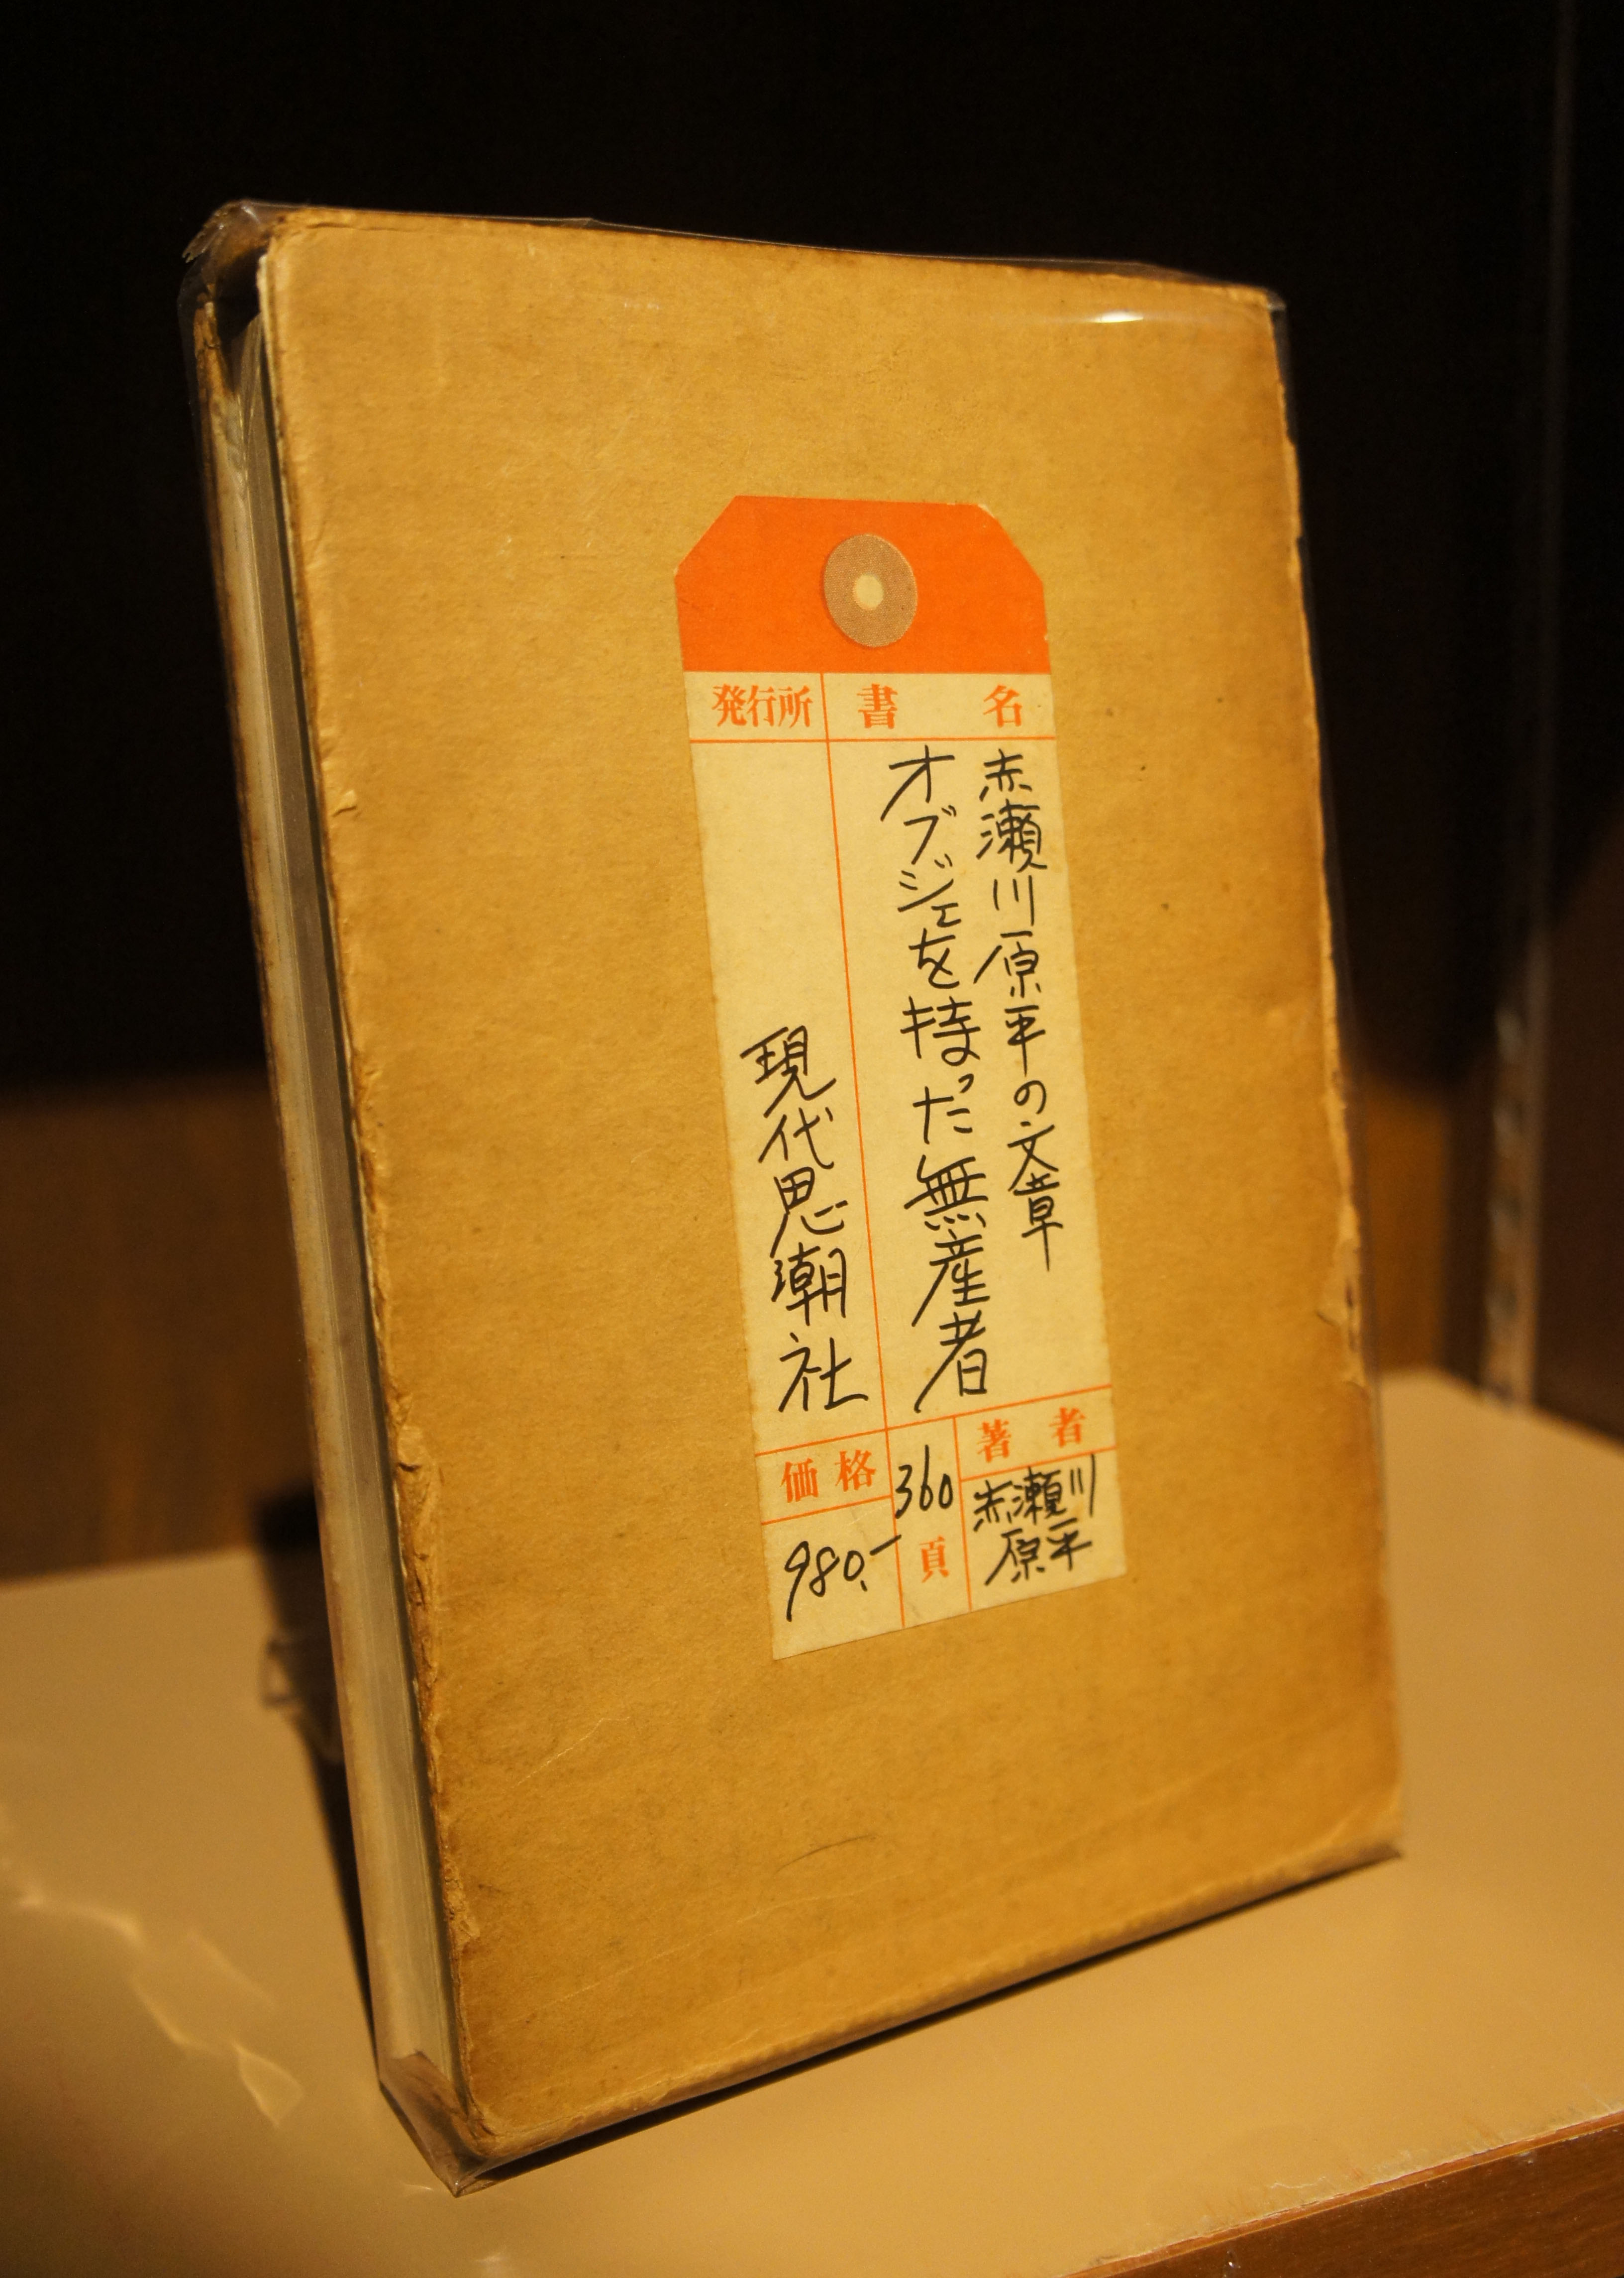 書名
赤瀬川原平の文章
オブジェを持った無産者
発行所
現代思潮社
著者
赤瀬川
原平
360
頁
価格
980.-